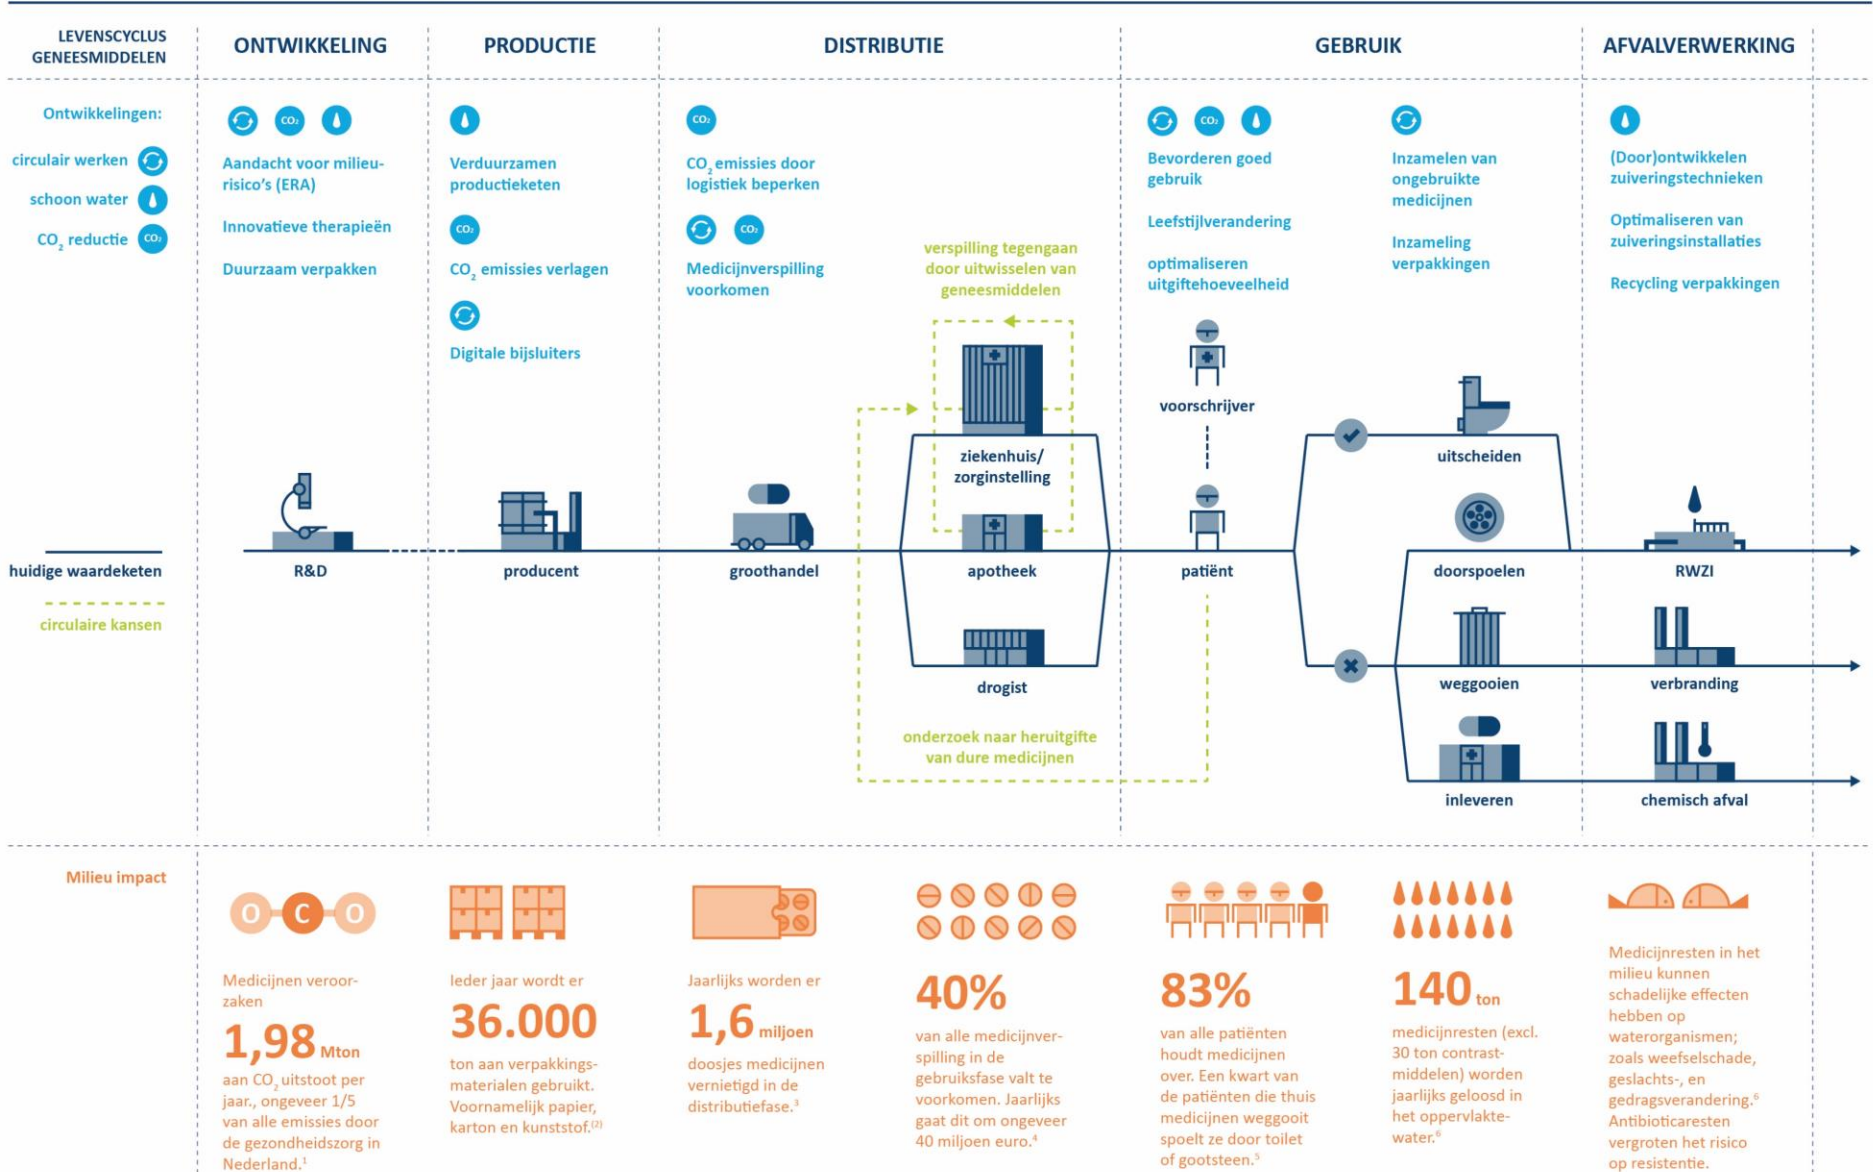 LEVENSCYCLUS
GENEESMIDDELEN
ONTWIKKELING
PRODUCTIE
DISTRIBUTIE
GEBRUIK
AFVALVERWERKING
Ontwikkelingen:
circulair werken
schoon water
CO₂ reductie
CO₂
CO₂
Aandacht voor milieu-
risico's (ERA)
Innovatieve therapieën
Duurzaam verpakken
Verduurzamen
productieketen
CO₂
CO₂ emissies verlagen
Digitale bijsluiters
CO₂
CO₂ emissies door
logistiek beperken
CO₂
Medicijnverspilling
voorkomen
verspilling tegengaan
door uitwisselen van
geneesmiddelen
CO₂
Bevorderen goed
gebruik
Leefstijlverandering
optimaliseren
uitgiftehoeveelheid
Inzamelen van
ongebruikte
medicijnen
Inzameling
verpakkingen
(Door)ontwikkelen
zuiveringstechnieken
Optimaliseren van
zuiveringsinstallaties
Recycling verpakkingen
huidige waardeketen
circulaire kansen
R&D
producent
groothandel
ziekenhuis/
zorginstelling
apotheek
drogist
onderzoek naar heruitgifte
van dure medicijnen
voorschrijver
patiënt
uitscheiden
doorspoelen
weggooien
inleveren
RWZI
verbranding
chemisch afval
Milieu impact
O C O
Medicijnen veroor-
zaken
1,98 Mton
aan CO₂ uitstoot per
jaar., ongeveer 1/5
van alle emissies door
de gezondheidszorg in
Nederland.¹
Ieder jaar wordt er
36.000
ton aan verpakkings-
materialen gebruikt.
Voornamelijk papier,
karton en kunststof.⁽²⁾
Jaarlijks worden er
1,6 miljoen
doosjes medicijnen
vernietigd in de
distributiefase.³
40%
van alle medicijnver-
spilling in de
gebruiksfase valt te
voorkomen. Jaarlijks
gaat dit om ongeveer
40 miljoen euro.⁴
83%
van alle patiënten
houdt medicijnen
over. Een kwart van
de patiënten die thuis
medicijnen weggooit
spoelt ze door toilet
of gootsteen.⁵
140 ton
medicijnresten (excl.
30 ton contrast-
middelen) worden
jaarlijks geloosd in
het oppervlakte-
water.⁶
Medicijnresten in het
milieu kunnen
schadelijke effecten
hebben op
waterorganismen;
zoals weefselschade,
geslachts-, en
gedragsverandering.⁶
Antibioticaresten
vergroten het risico
op resistentie.